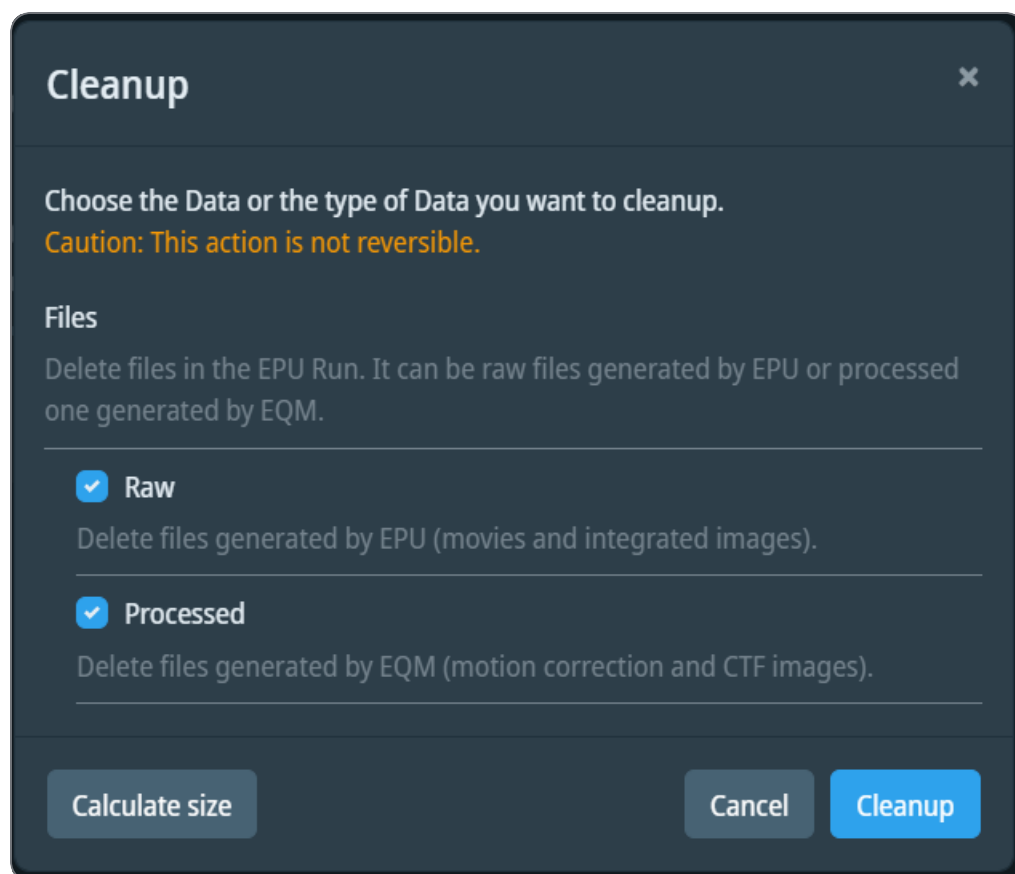 Cleanup
Choose the Data or the type of Data you want to cleanup.
Caution: This action is not reversible.
Files
Delete files in the EPU Run. It can be raw files generated by EPU or processed
one generated by EQM.
Raw
Delete files generated by EPU (movies and integrated images).
Processed
Delete files generated by EQM (motion correction and CTF images).
Calculate size
Cancel
Cleanup